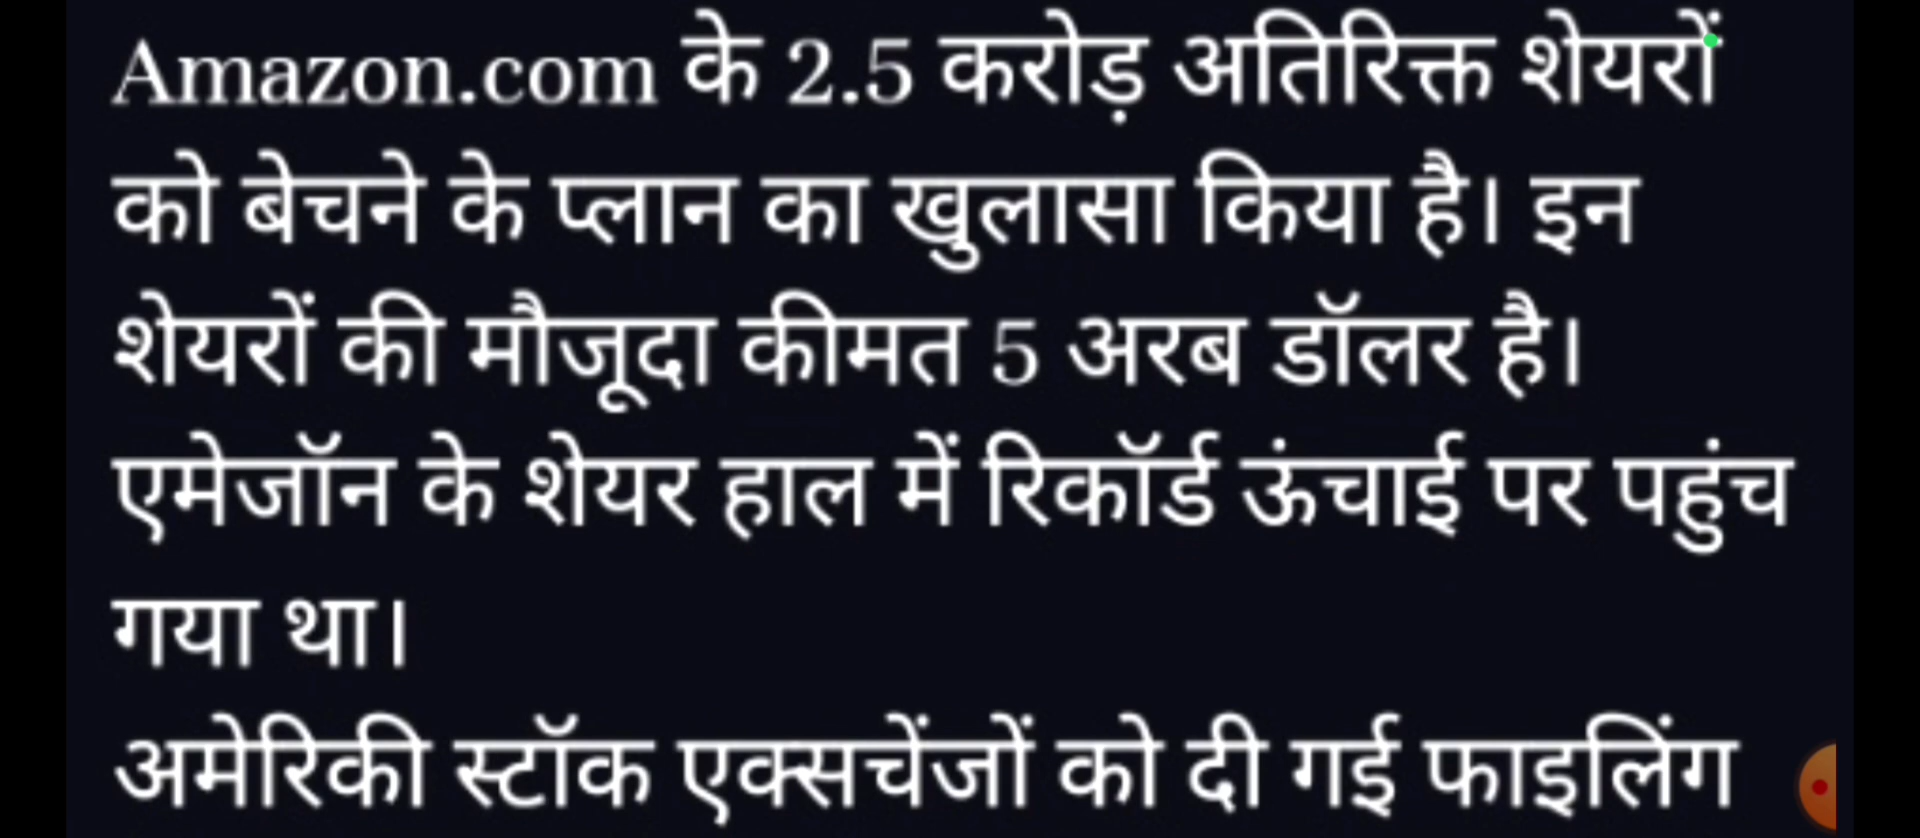 Amazon.com के 2.5 करोड़ अतिरिक्त शेयरों
को बेचने के प्लान का खुलासा किया है। इन
शेयरों की मौजूदा कीमत 5 अरब डॉलर है।
एमेजॉन के शेयर हाल में रिकॉर्ड ऊंचाई पर पहुंच
गया था।
अमेरिकी स्टॉक एक्सचेंजों को दी गई फाइलिंग